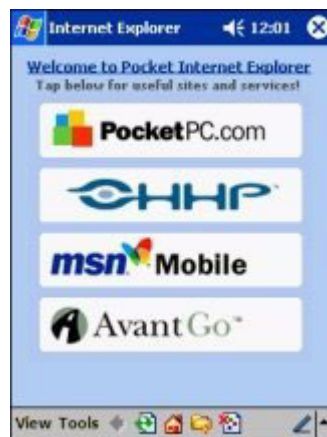 Internet Explorer 12:01
Welcome to Pocket Internet Explorer
Tap below for useful sites and services!
PocketPC.com
HHP
msn Mobile
AvantGo™
View Tools